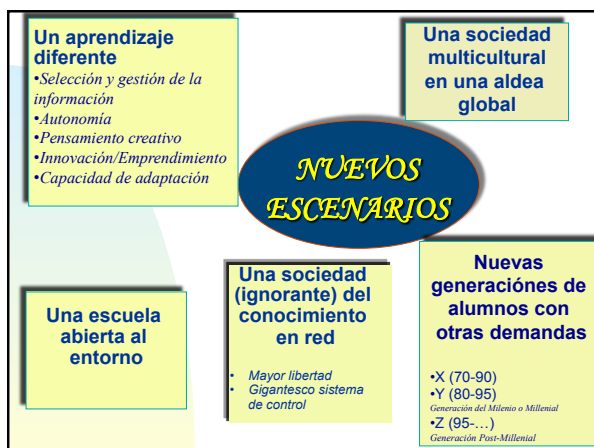 Un aprendizaje
diferente
•Selección y gestión de la
información
•Autonomía
•Pensamiento creativo
•Innovación/Emprendimiento
•Capacidad de adaptación
Una sociedad
multicultural
en una aldea
global
NUEVOS
ESCENARIOS
Una escuela
abierta al
entorno
Una sociedad
(ignorante) del
conocimiento
en red
• Mayor libertad
• Gigantesco sistema
de control
Nuevas
generaciónes de
alumnos con
otras demandas
•X (70-90)
•Y (80-95)
Generación del Milenio o Millenial
•Z (95-…)
Generación Post-Millenial